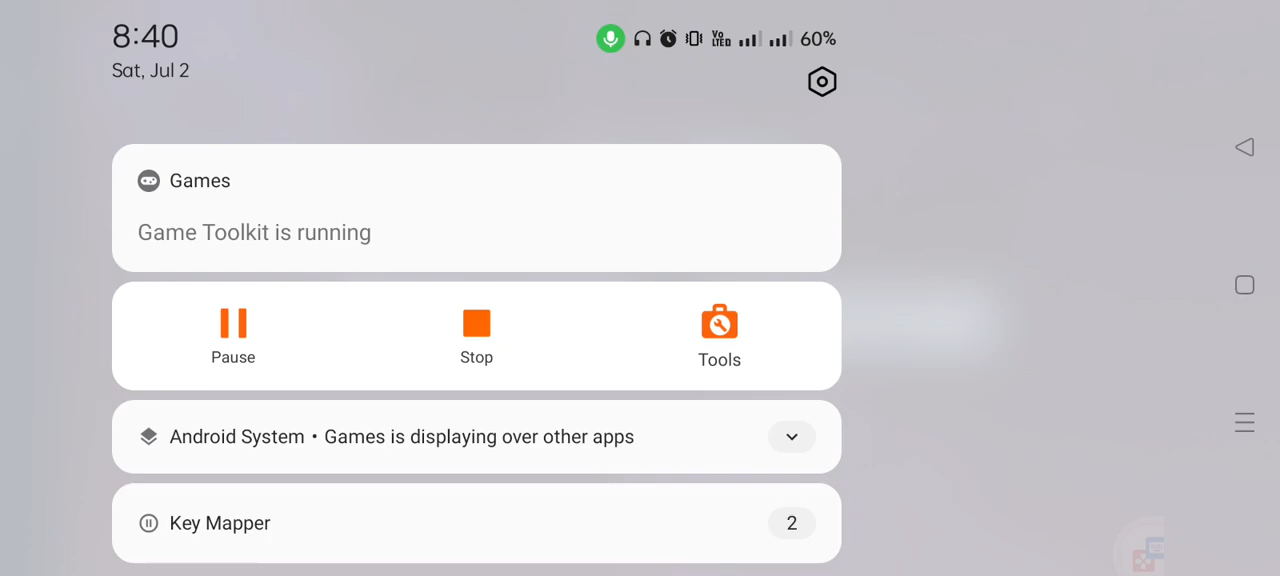 8:40
VoLTED 60%
Sat, Jul 2
Games
Game Toolkit is running
Pause Stop Tools
Android System • Games is displaying over other apps
Key Mapper 2